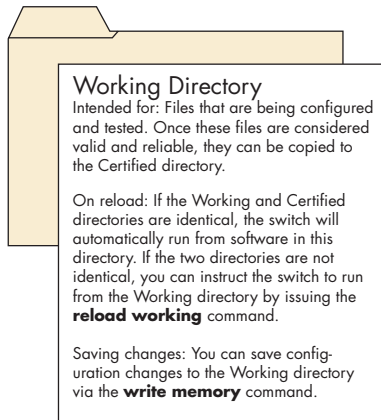 Working Directory
Intended for: Files that are being configured
and tested. Once these files are considered
valid and reliable, they can be copied to
the Certified directory.
On reload: If the Working and Certified
directories are identical, the switch will
automatically run from software in this
directory. If the two directories are not
identical, you can instruct the switch to run
from the Working directory by issuing the
reload working command.
Saving changes: You can save config-
uration changes to the Working directory
via the write memory command.